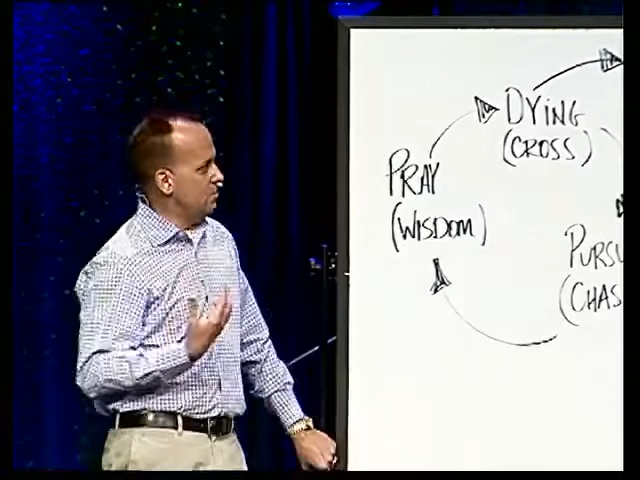 DYING
(CROSS)
PRAY
(WISDOM)
PURSU
(CHAS